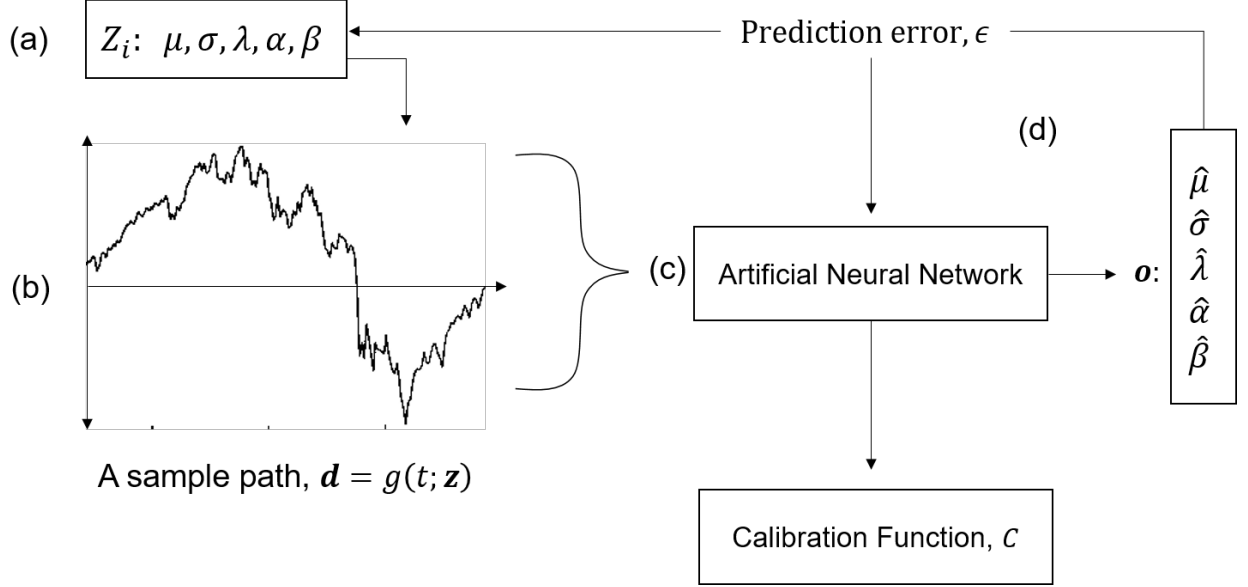 (a)
Z_i: μ, σ, λ, α, β
Prediction error, ϵ
(d)
(b)
(c)
Artificial Neural Network
o:
μ̂
σ̂
λ̂
α̂
β̂
A sample path, d = g(t; z)
Calibration Function, C